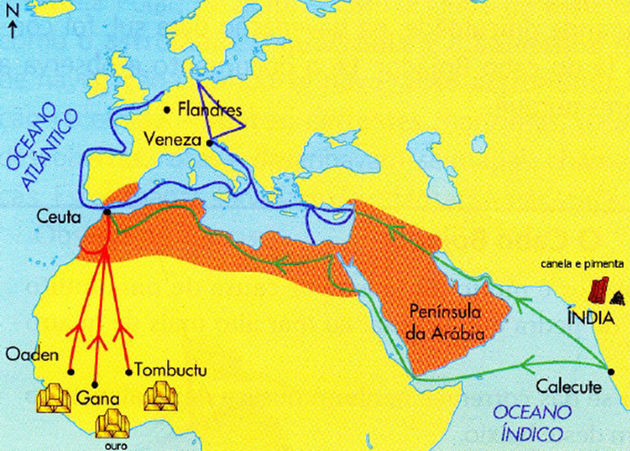 N
OCEANO
ATLÂNTICO
Flandres
Veneza
Ceuta
canela e pimenta
ÍNDIA
Península
da Arábia
Oaden
Tombuctu
Gana
ouro
Calecute
OCEANO
ÍNDICO